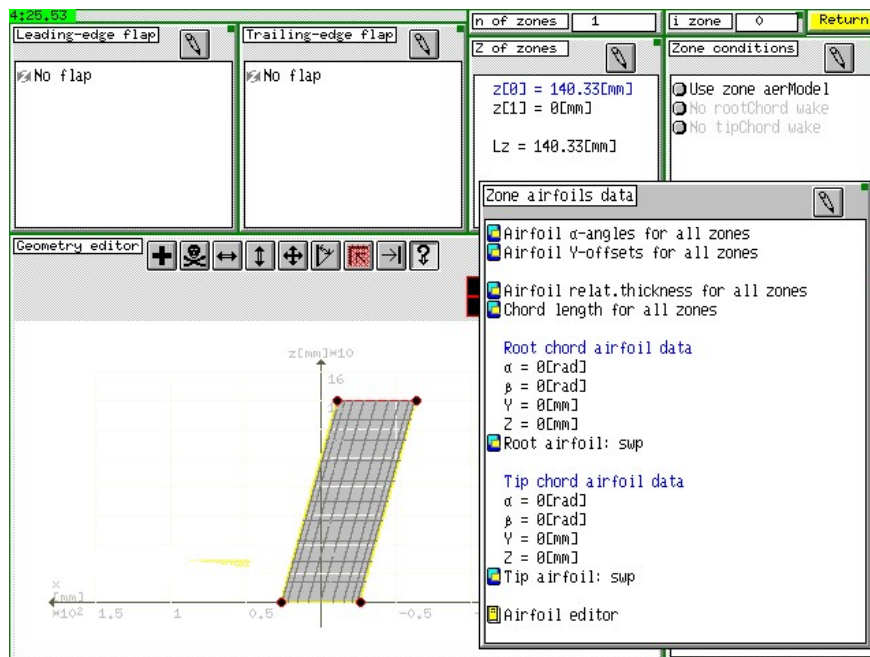 4:25.53
n of zones 1
i zone 0
Return
Leading-edge flap
No flap
Trailing-edge flap
No flap
Z of zones
z[0] = 140.33[mm]
z[1] = 0[mm]
Lz = 140.33[mm]
Zone conditions
Use zone aerModel
No rootChord wake
No tipChord wake
Zone airfoils data
Airfoil α-angles for all zones
Airfoil Y-offsets for all zones
Airfoil relat.thickness for all zones
Chord length for all zones
Root chord airfoil data
α = 0[rad]
β = 0[rad]
Y = 0[mm]
Z = 0[mm]
Root airfoil: swp
Tip chord airfoil data
α = 0[rad]
β = 0[rad]
Y = 0[mm]
Z = 0[mm]
Tip airfoil: swp
Airfoil editor
Geometry editor
z[mm]*10
16
x
[mm]
*10² 1.5 1 0.5 -0.5